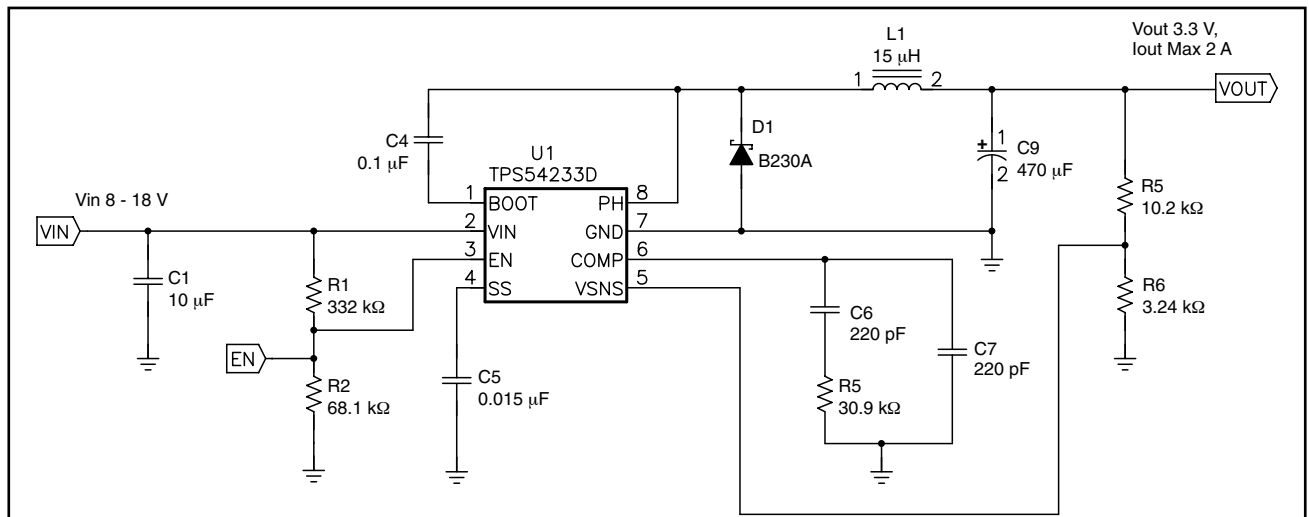 Vout 3.3 V,
Iout Max 2 A
L1
15 μH
1
2
VOUT
D1
B230A
C4
0.1 μF
+
1
C9
470 μF
2
U1
TPS54233D
R5
10.2 kΩ
Vin 8 - 18 V
VIN
1
BOOT
PH
8
2
VIN
GND
7
3
EN
COMP
6
4
SS
VSNS
5
C1
10 μF
R1
332 kΩ
R6
3.24 kΩ
C6
220 pF
C7
220 pF
EN
R2
68.1 kΩ
C5
0.015 μF
R5
30.9 kΩ